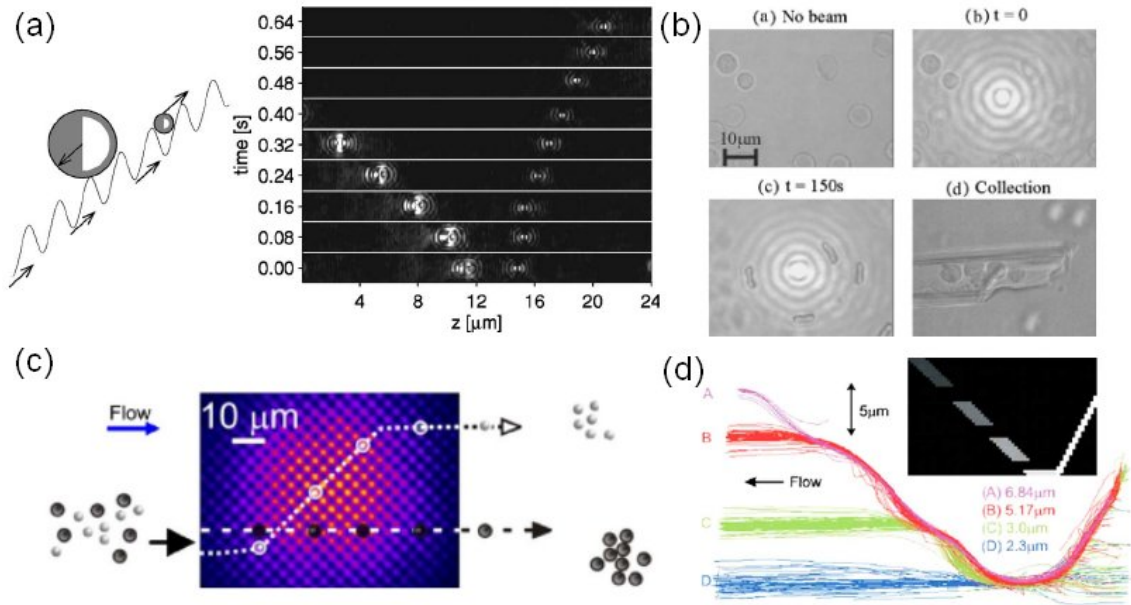 (a)
time [s]
0.64
0.56
0.48
0.40
0.32
0.24
0.16
0.08
0.00
4 8 12 16 20 24
z [μm]
(b)
(a) No beam
(b) t = 0
10μm
(c) t = 150s
(d) Collection
(c)
Flow
10 μm
(d)
A
B
C
D
5μm
Flow
(A) 6.84μm
(B) 5.17μm
(C) 3.0μm
(D) 2.3μm